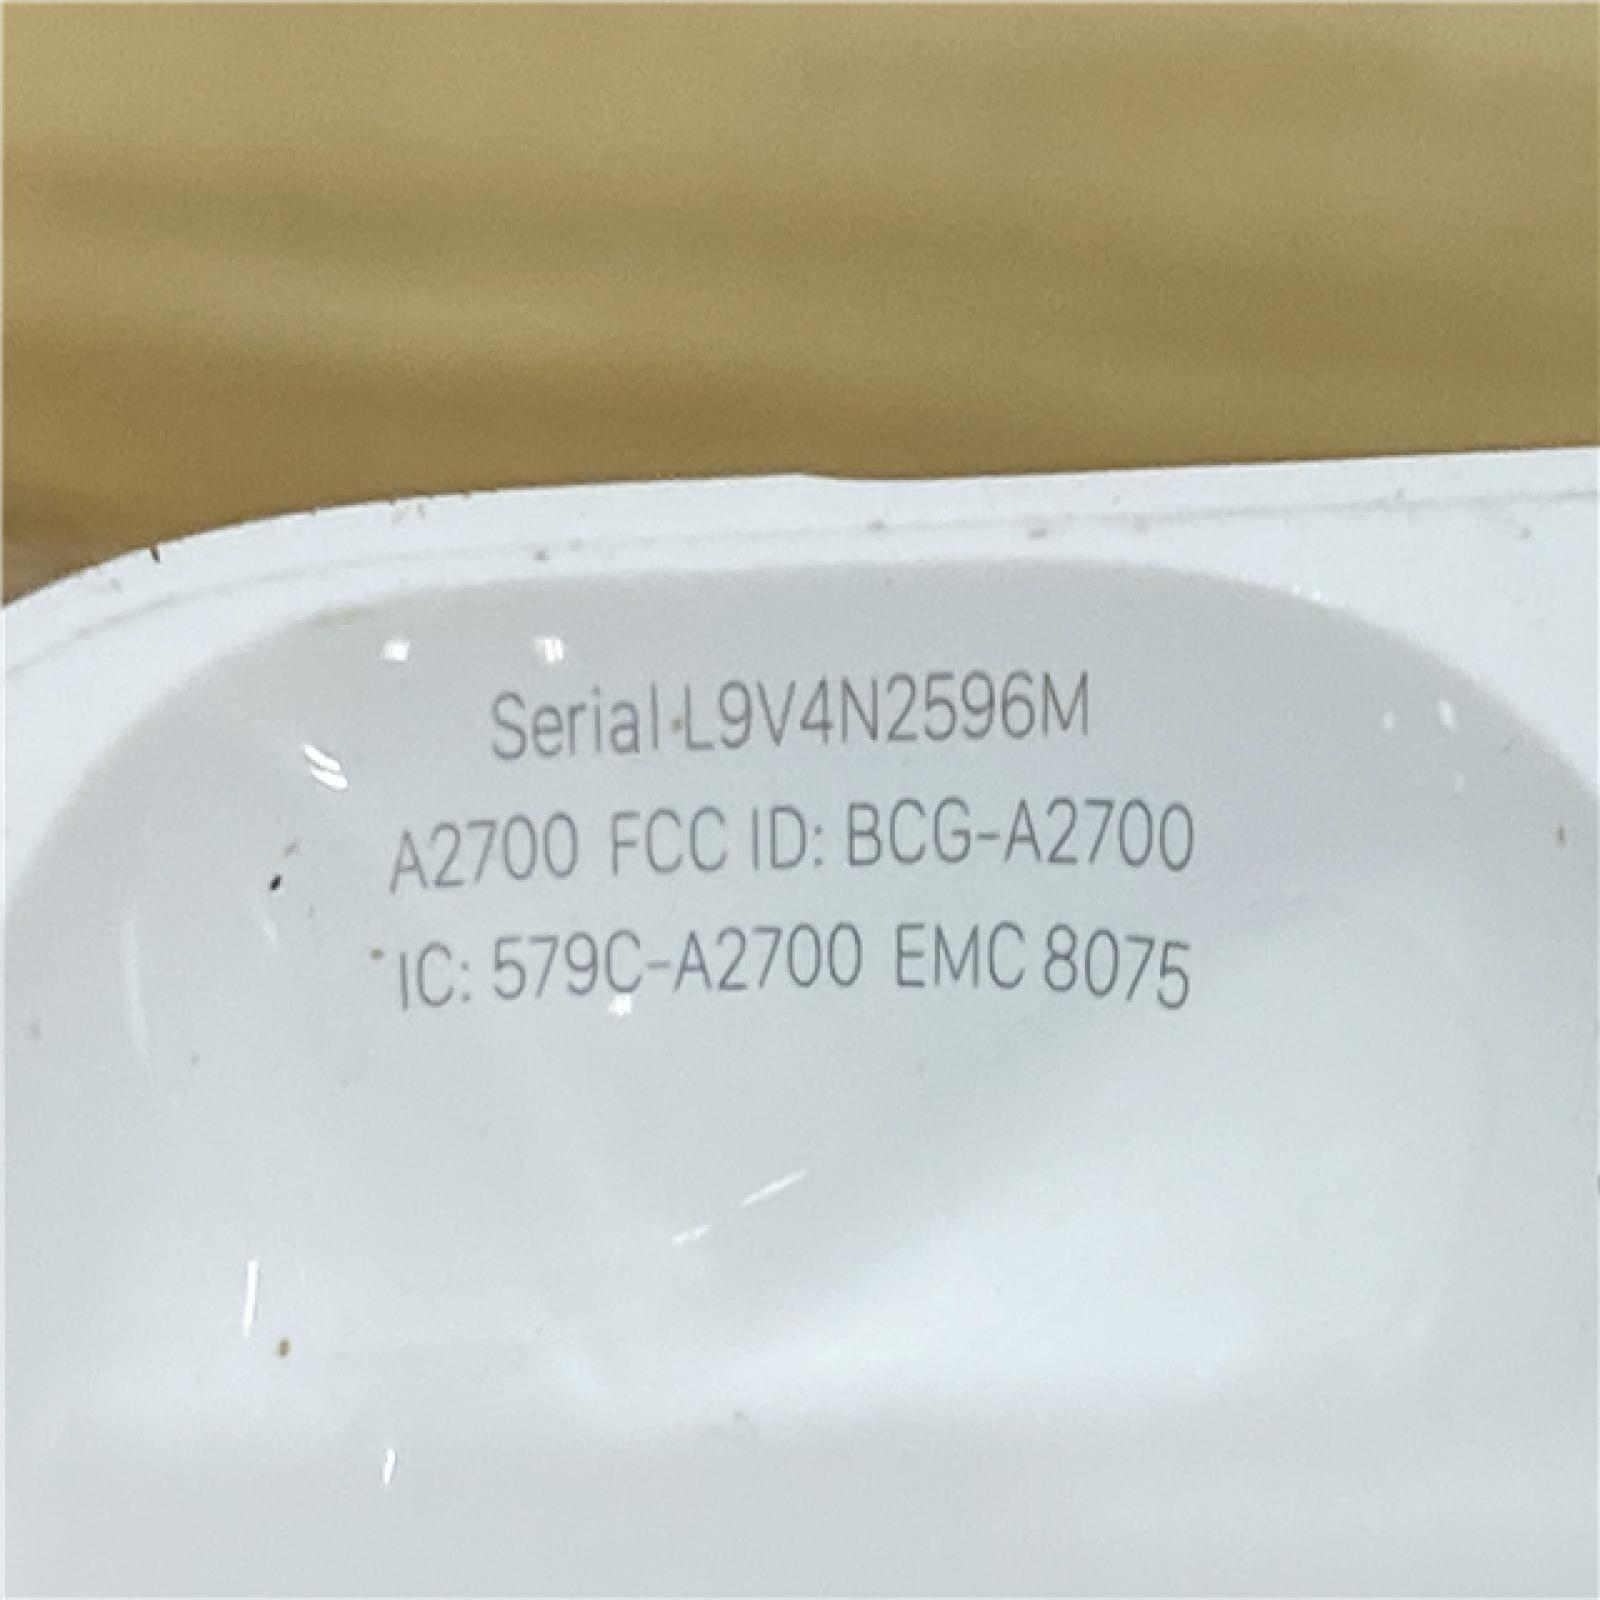 Serial L9V4N2596M
A2700 FCC ID: BCG-A2700
IC: 579C-A2700 EMC 8075